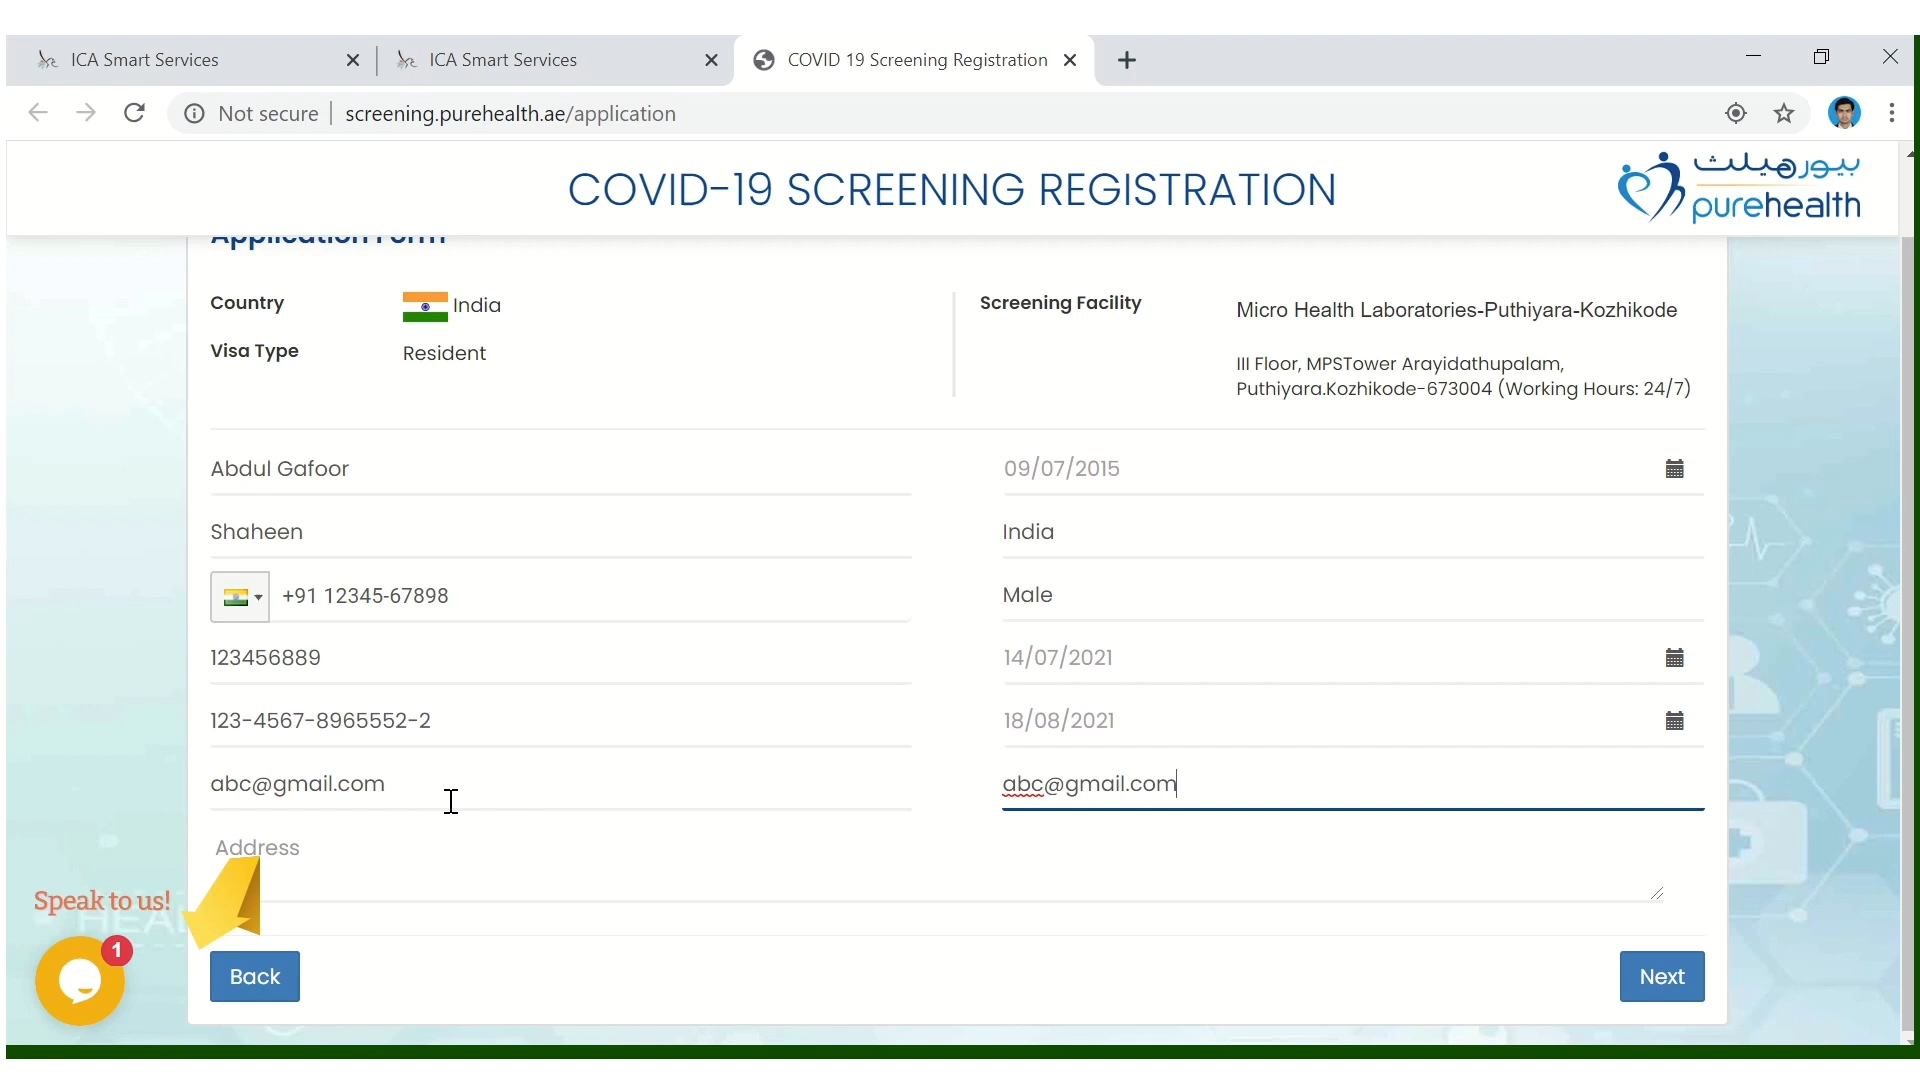 ICA Smart Services
ICA Smart Services
COVID 19 Screening Registration
Not secure
screening.purehealth.ae/application
COVID-19 SCREENING REGISTRATION
بيورهيلث
purehealth
Application Form
Country
India
Screening Facility
Micro Health Laboratories-Puthiyara-Kozhikode
Visa Type
Resident
III Floor, MPSTower Arayidathupalam,
Puthiyara.Kozhikode-673004 (Working Hours: 24/7)
Abdul Gafoor
09/07/2015
Shaheen
India
+91 12345-67898
Male
123456889
14/07/2021
123-4567-8965552-2
18/08/2021
abc@gmail.com
abc@gmail.com
Address
Speak to us!
1
Back
Next